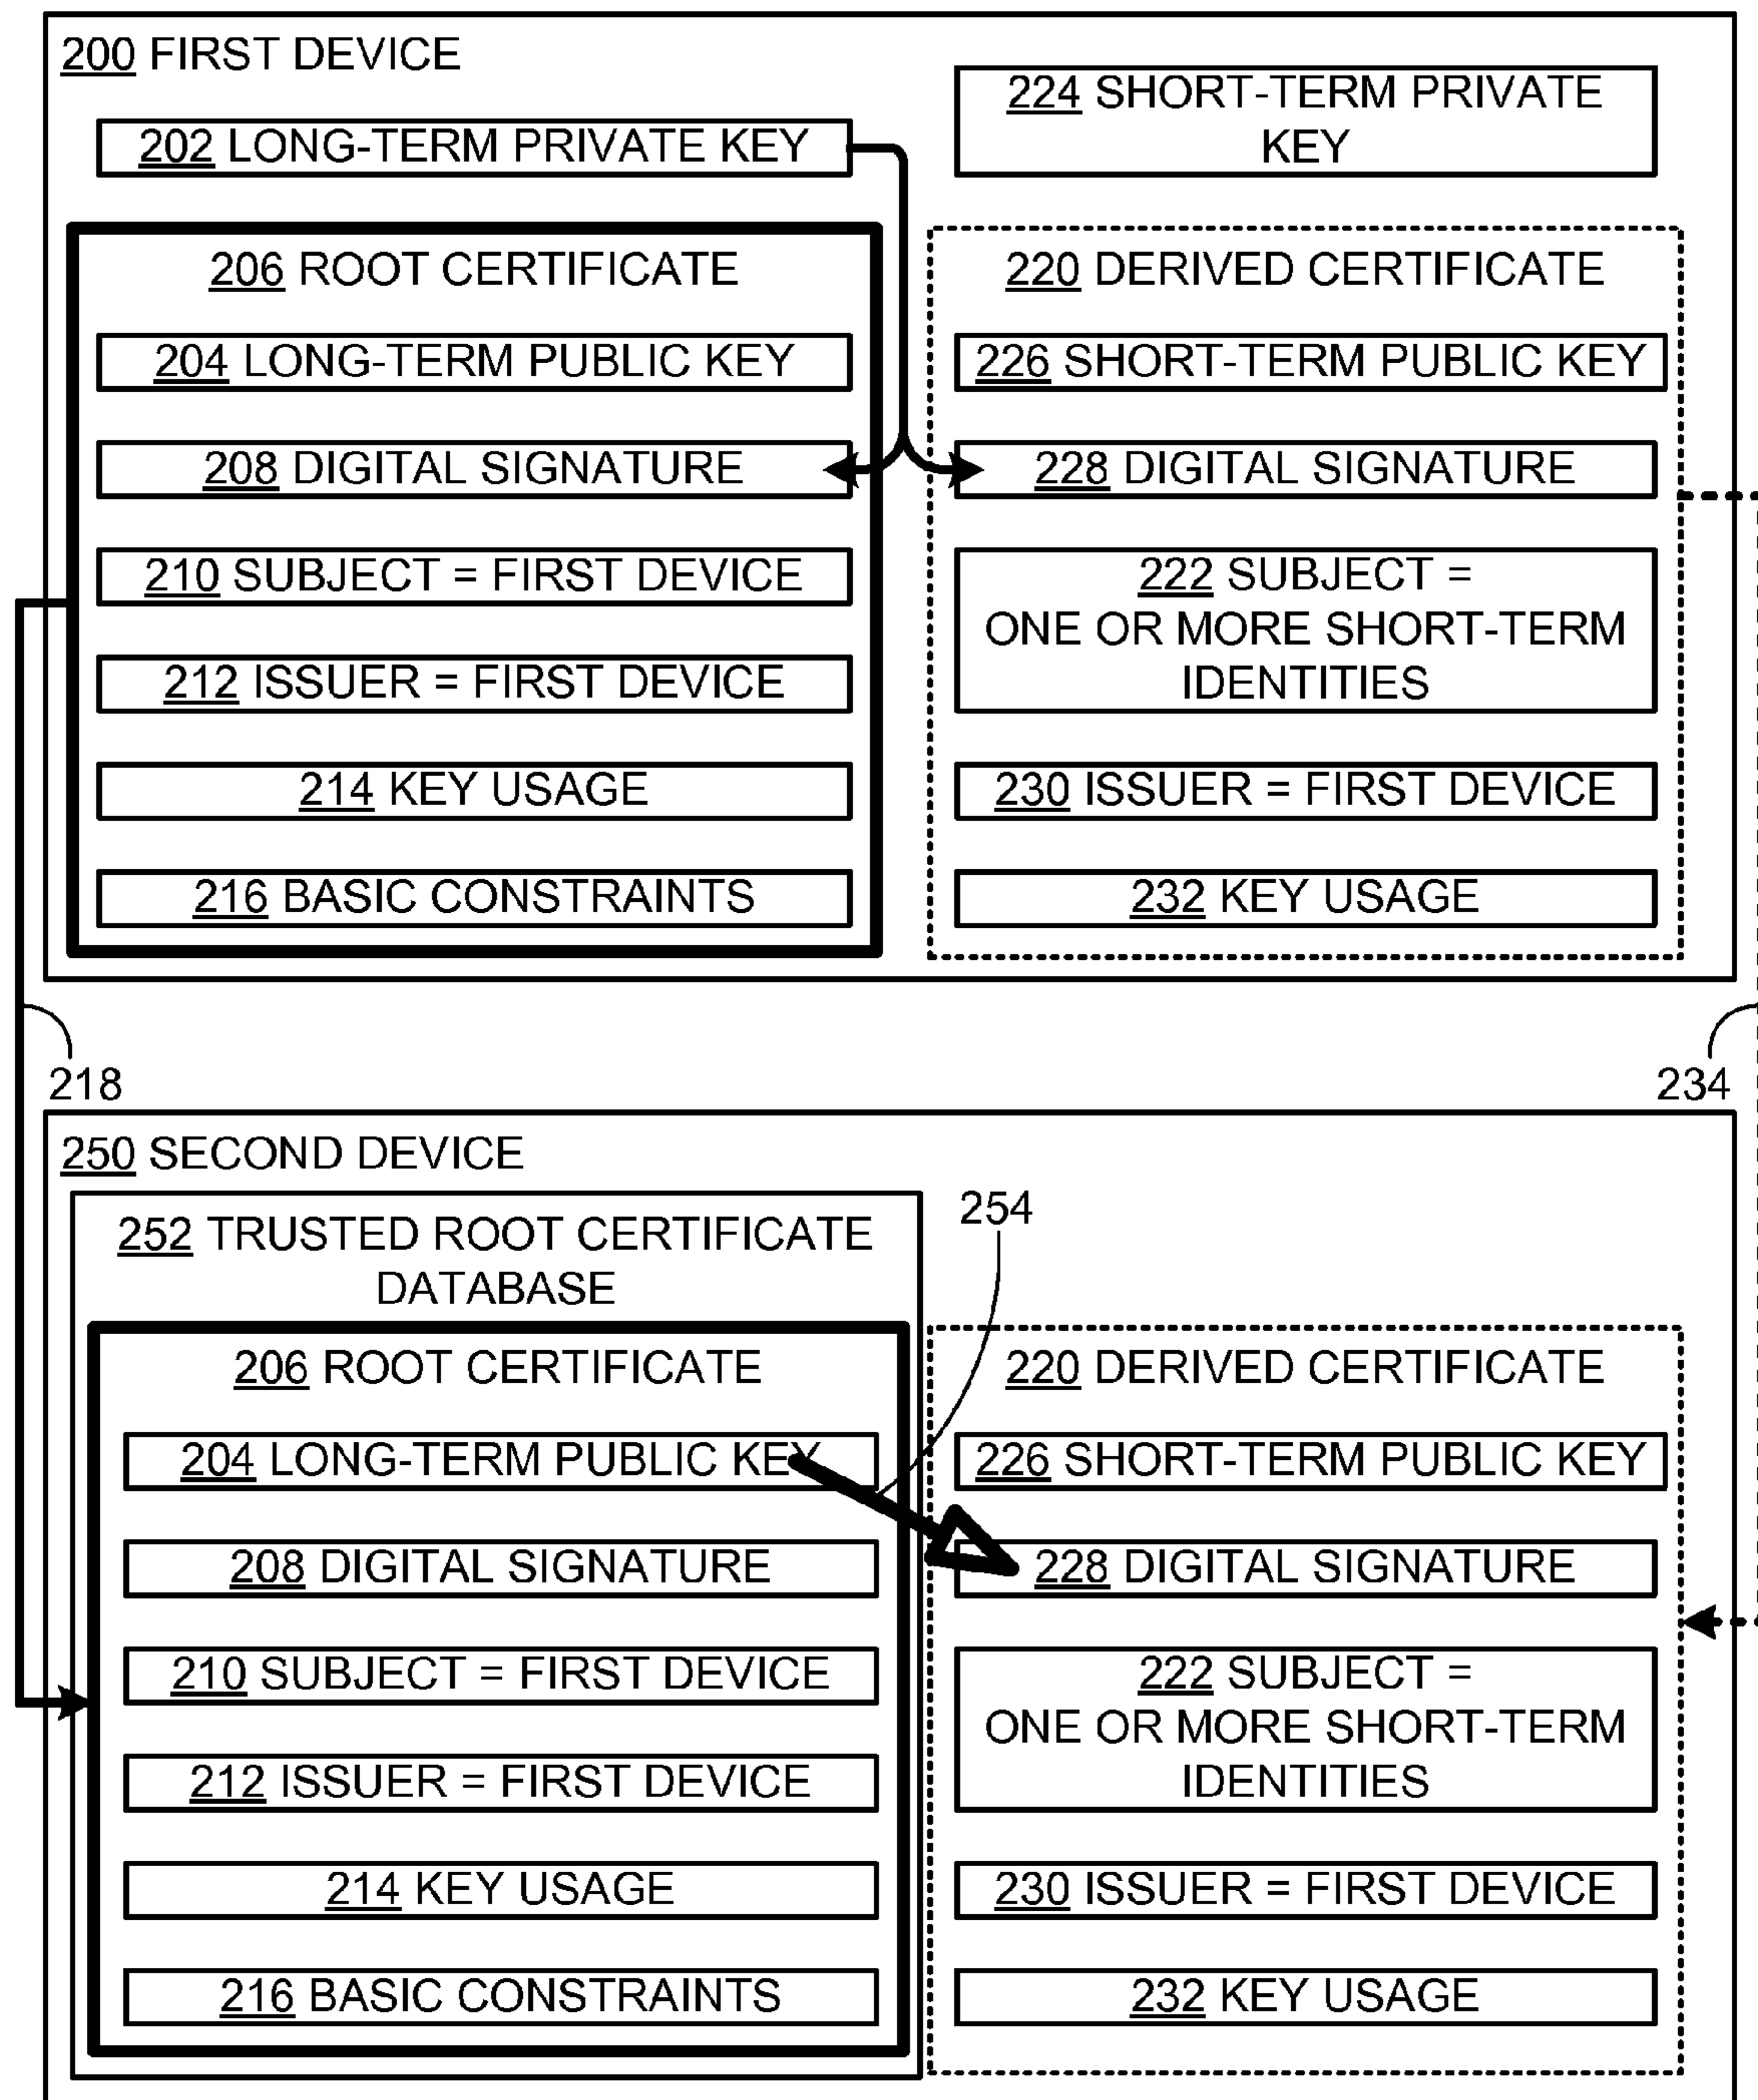 200 FIRST DEVICE
202 LONG-TERM PRIVATE KEY
206 ROOT CERTIFICATE
204 LONG-TERM PUBLIC KEY
208 DIGITAL SIGNATURE
210 SUBJECT = FIRST DEVICE
212 ISSUER = FIRST DEVICE
214 KEY USAGE
216 BASIC CONSTRAINTS
224 SHORT-TERM PRIVATE
KEY
220 DERIVED CERTIFICATE
226 SHORT-TERM PUBLIC KEY
228 DIGITAL SIGNATURE
222 SUBJECT =
ONE OR MORE SHORT-TERM
IDENTITIES
230 ISSUER = FIRST DEVICE
232 KEY USAGE
218
234
250 SECOND DEVICE
252 TRUSTED ROOT CERTIFICATE
DATABASE
206 ROOT CERTIFICATE
204 LONG-TERM PUBLIC KEY
208 DIGITAL SIGNATURE
210 SUBJECT = FIRST DEVICE
212 ISSUER = FIRST DEVICE
214 KEY USAGE
216 BASIC CONSTRAINTS
254
220 DERIVED CERTIFICATE
226 SHORT-TERM PUBLIC KEY
228 DIGITAL SIGNATURE
222 SUBJECT =
ONE OR MORE SHORT-TERM
IDENTITIES
230 ISSUER = FIRST DEVICE
232 KEY USAGE